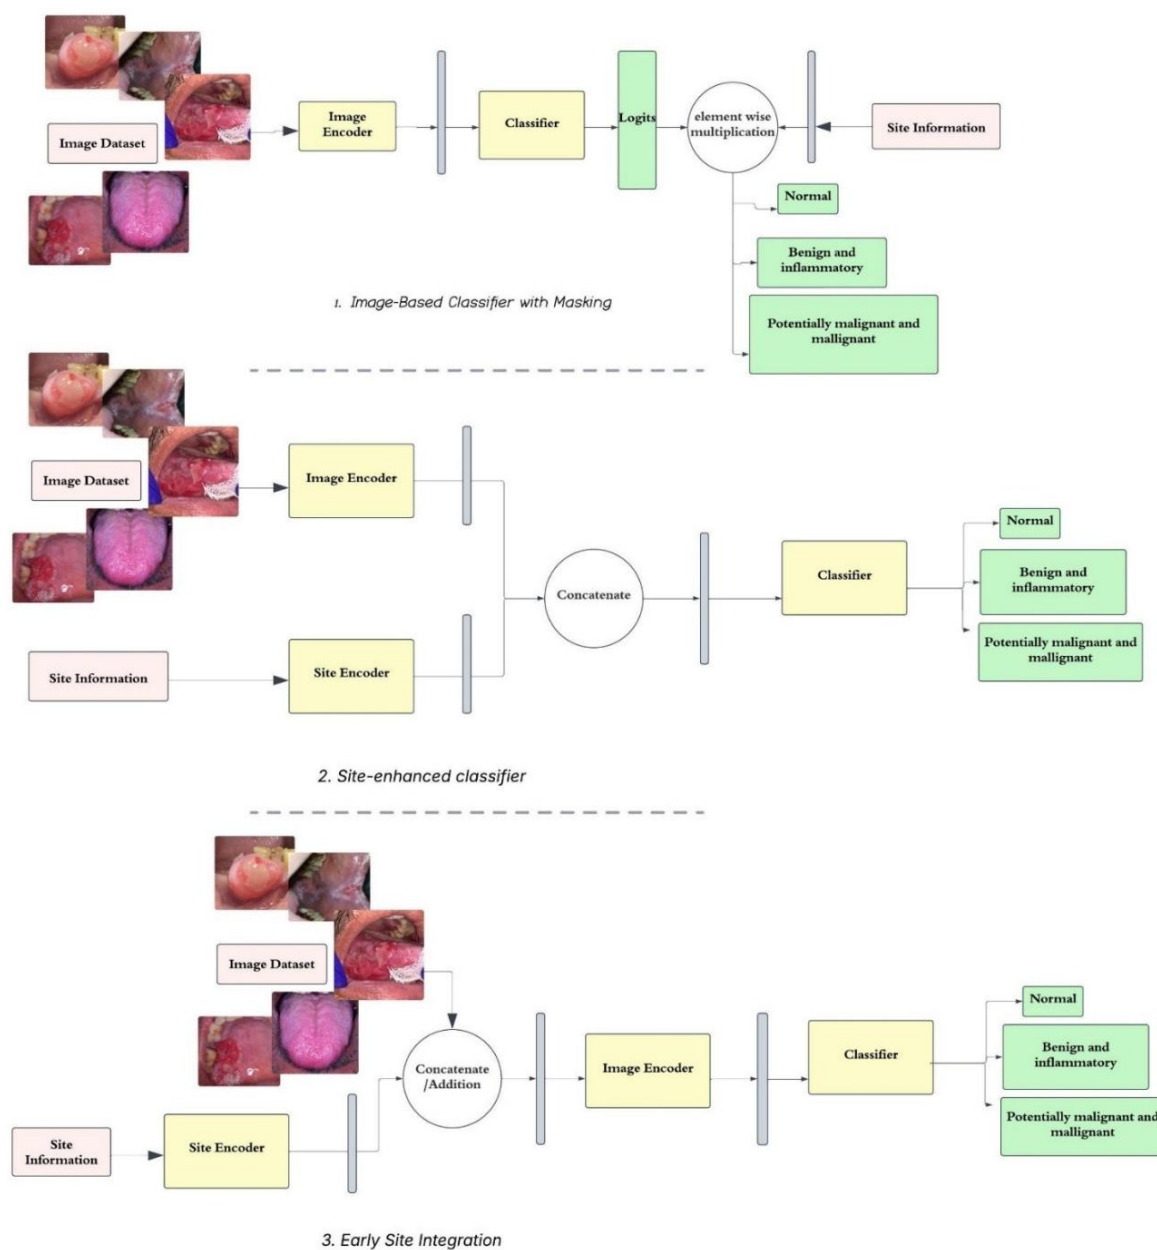 Image Dataset
Image
Encoder
Classifier
Logits
element wise
multiplication
Site Information
Normal
Benign and
inflammatory
Potentially malignant and
mallignant
1. Image-Based Classifier with Masking
Image Dataset
Image Encoder
Site Information
Site Encoder
Concatenate
Classifier
Normal
Benign and
inflammatory
Potentially malignant and
mallignant
2. Site-enhanced classifier
Image Dataset
Site
Information
Site Encoder
Concatenate
/Addition
Image Encoder
Classifier
Normal
Benign and
inflammatory
Potentially malignant and
mallignant
3. Early Site Integration